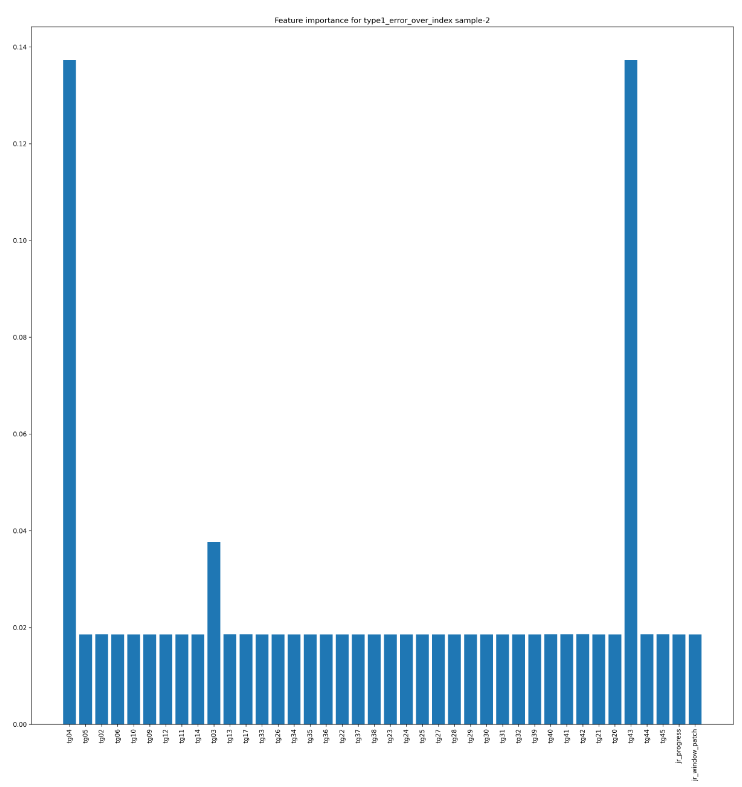 Feature importance for type1_error_over_index sample-2
0.14
0.12
0.10
0.08
0.06
0.04
0.02
0.00
tg04
tg05
tg02
tg06
tg10
tg09
tg12
tg11
tg14
tg03
tg13
tg17
tg33
tg26
tg34
tg35
tg36
tg22
tg37
tg38
tg23
tg24
tg25
tg27
tg28
tg29
tg30
tg31
tg32
tg39
tg40
tg41
tg42
tg21
tg20
tg43
tg44
tg45
jr_progress
jr_window_patch